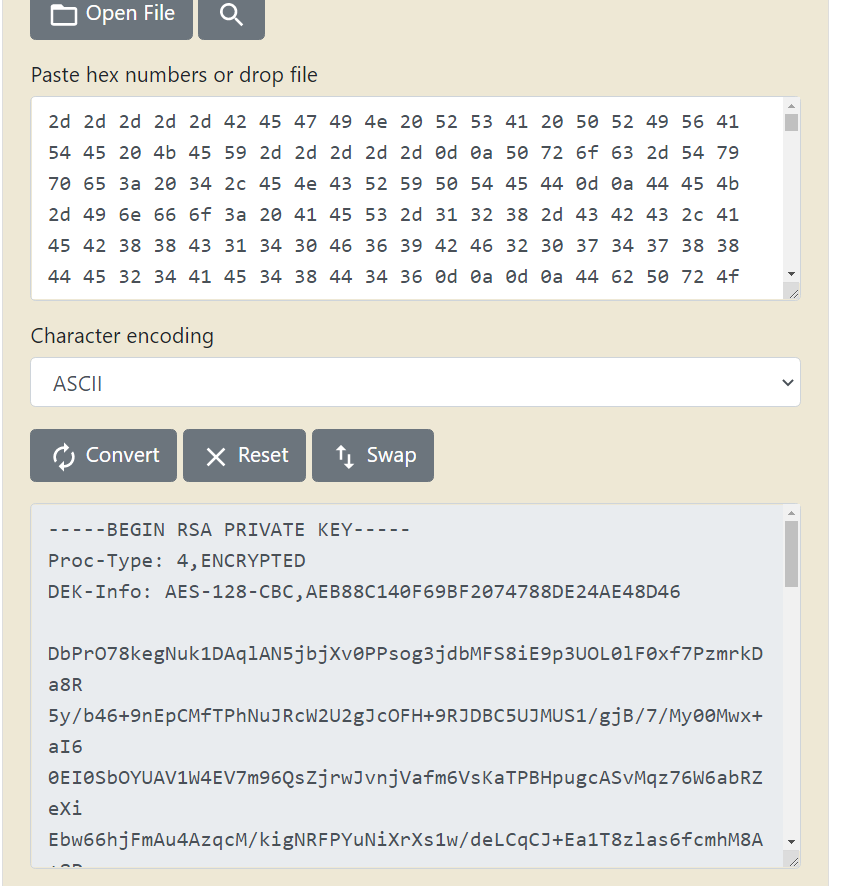 Open File
Paste hex numbers or drop file
2d 2d 2d 2d 2d 42 45 47 49 4e 20 52 53 41 20 50 52 49 56 41
54 45 20 4b 45 59 2d 2d 2d 2d 2d 0d 0a 50 72 6f 63 2d 54 79
70 65 3a 20 34 2c 45 4e 43 52 59 50 54 45 44 0d 0a 44 45 4b
2d 49 6e 66 6f 3a 20 41 45 53 2d 31 32 38 2d 43 42 43 2c 41
45 42 38 38 43 31 34 30 46 36 39 42 46 32 30 37 34 37 38 38
44 45 32 34 41 45 34 38 44 34 36 0d 0a 0d 0a 44 62 50 72 4f
Character encoding
ASCII
Convert Reset Swap
-----BEGIN RSA PRIVATE KEY-----
Proc-Type: 4,ENCRYPTED
DEK-Info: AES-128-CBC,AEB88C140F69BF2074788DE24AE48D46
DbPrO78kegNuk1DAqlAN5jbjXv0PPsog3jdbMFS8iE9p3UOL0lF0xf7PzmrkD
a8R
5y/b46+9nEpCMfTPhNuJRcW2U2gJcOFH+9RJDBC5UJMUS1/gjB/7/My00Mwx+
aI6
0EI0SbOYUAV1W4EV7m96QsZjrwJvnjVafm6VsKaTPBHpugcASvMqz76W6abRZ
eXi
Ebw66hjFmAu4AzqcM/kigNRFPYuNiXrXs1w/deLCqCJ+Ea1T8zlas6fcmhM8A